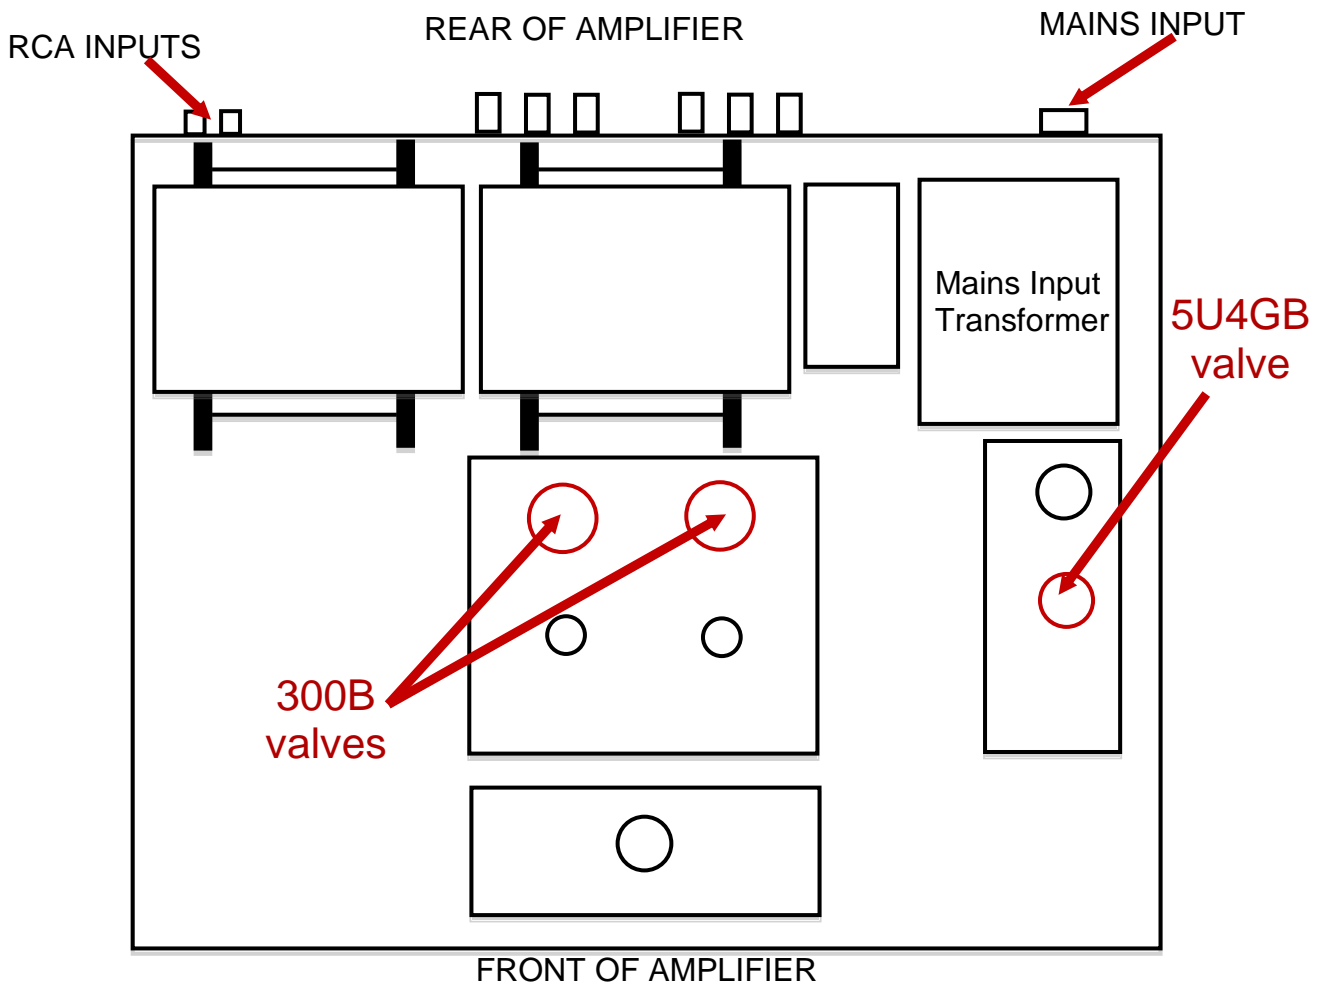 RCA INPUTS
REAR OF AMPLIFIER
MAINS INPUT
Mains Input
Transformer
5U4GB
valve
300B
valves
FRONT OF AMPLIFIER